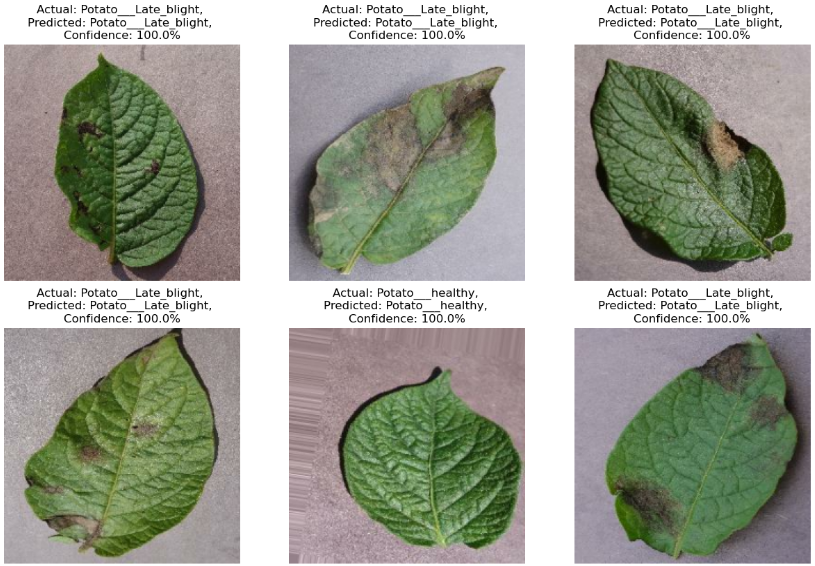 Actual: Potato___Late_blight,
Predicted: Potato___Late_blight,
Confidence: 100.0%
Actual: Potato___Late_blight,
Predicted: Potato___Late_blight,
Confidence: 100.0%
Actual: Potato___Late_blight,
Predicted: Potato___Late_blight,
Confidence: 100.0%
Actual: Potato___Late_blight,
Predicted: Potato___Late_blight,
Confidence: 100.0%
Actual: Potato___healthy,
Predicted: Potato___healthy,
Confidence: 100.0%
Actual: Potato___Late_blight,
Predicted: Potato___Late_blight,
Confidence: 100.0%